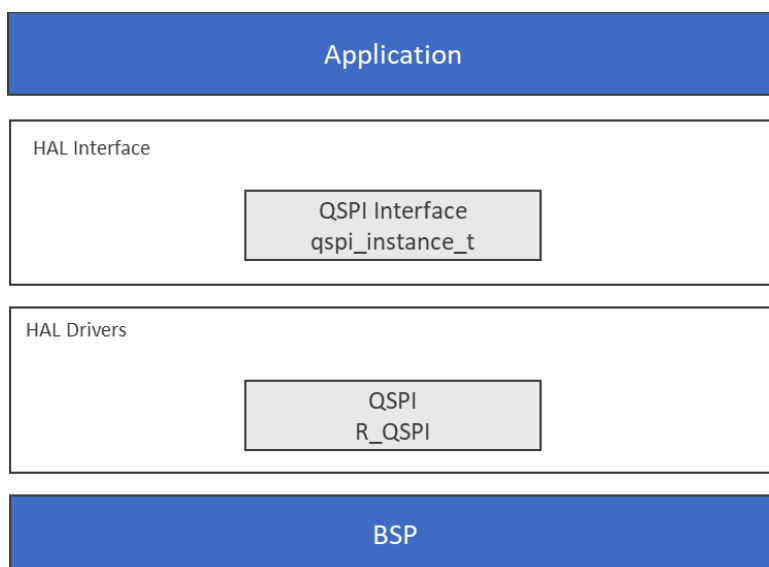 Application
HAL Interface
QSPI Interface
qspi_instance_t
HAL Drivers
QSPI
R_QSPI
BSP